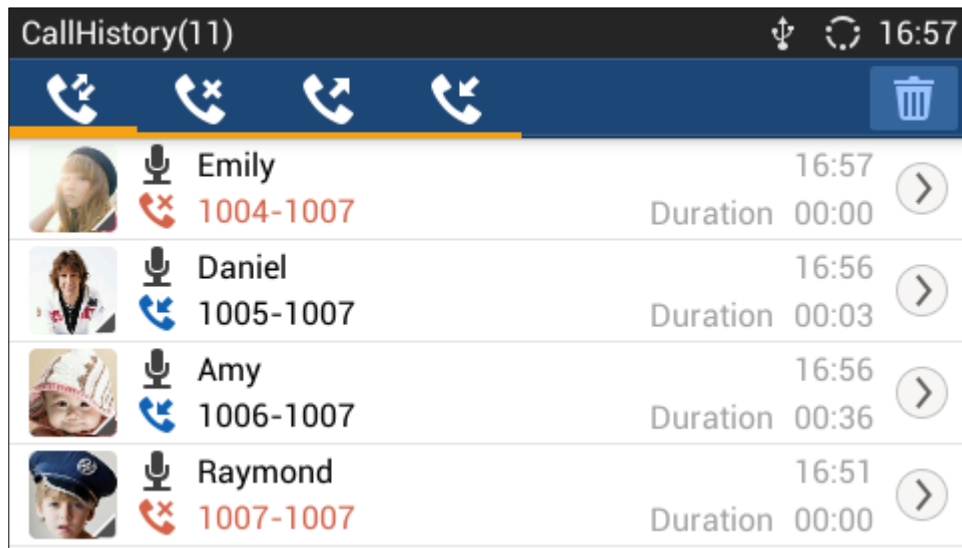 CallHistory(11) 16:57
Emily 16:57
1004-1007 Duration 00:00
Daniel 16:56
1005-1007 Duration 00:03
Amy 16:56
1006-1007 Duration 00:36
Raymond 16:51
1007-1007 Duration 00:00